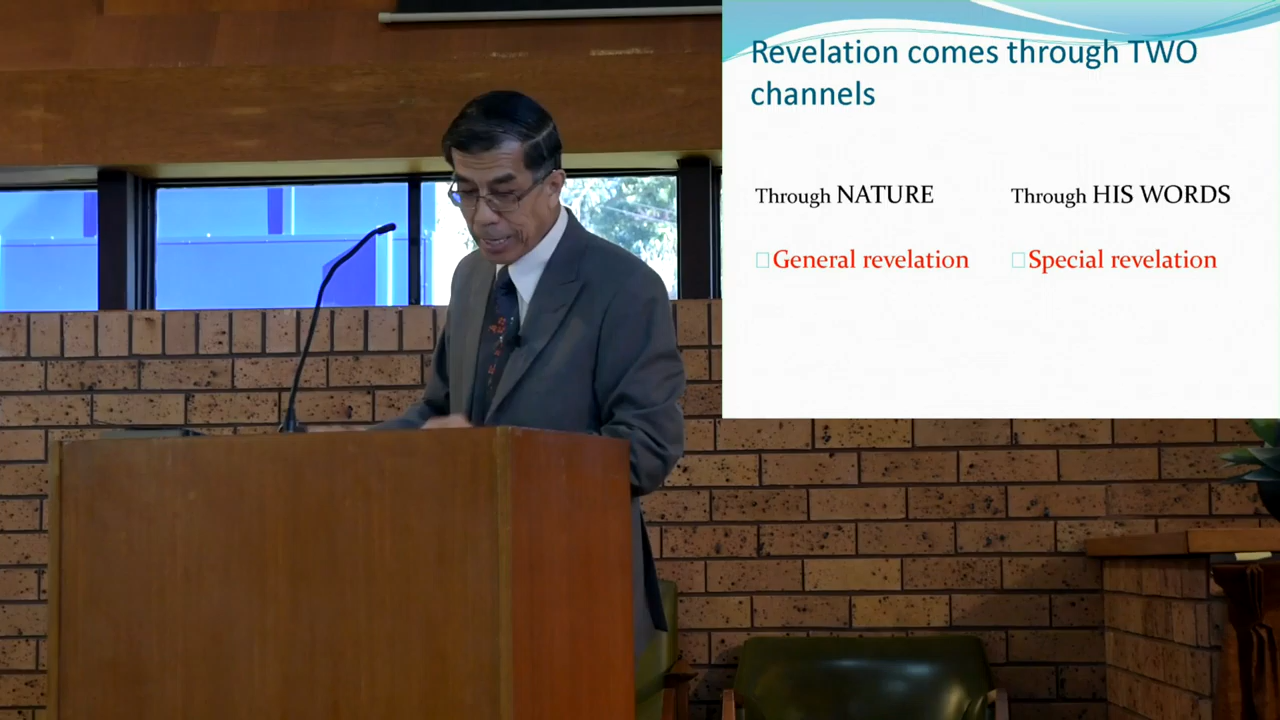 Revelation comes through TWO
channels
Through NATURE
Through HIS WORDS
General revelation
Special revelation